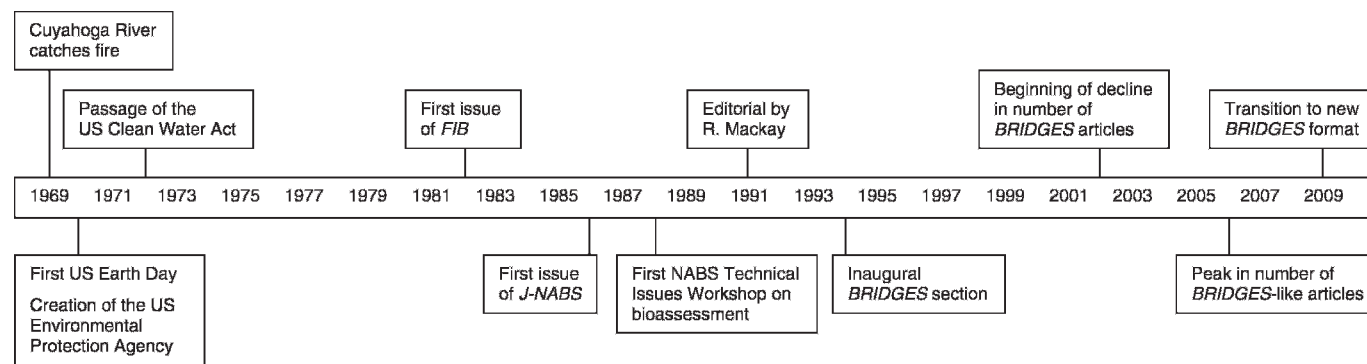 Cuyahoga River
catches fire
Passage of the
US Clean Water Act
First issue
of FIB
Editorial by
R. Mackay
Beginning of decline
in number of
BRIDGES articles
Transition to new
BRIDGES format
1969 1971 1973 1975 1977 1979 1981 1983 1985 1987 1989 1991 1993 1995 1997 1999 2001 2003 2005 2007 2009
First US Earth Day
Creation of the US
Environmental
Protection Agency
First issue
of J-NABS
First NABS Technical
Issues Workshop on
bioassessment
Inaugural
BRIDGES section
Peak in number of
BRIDGES-like articles